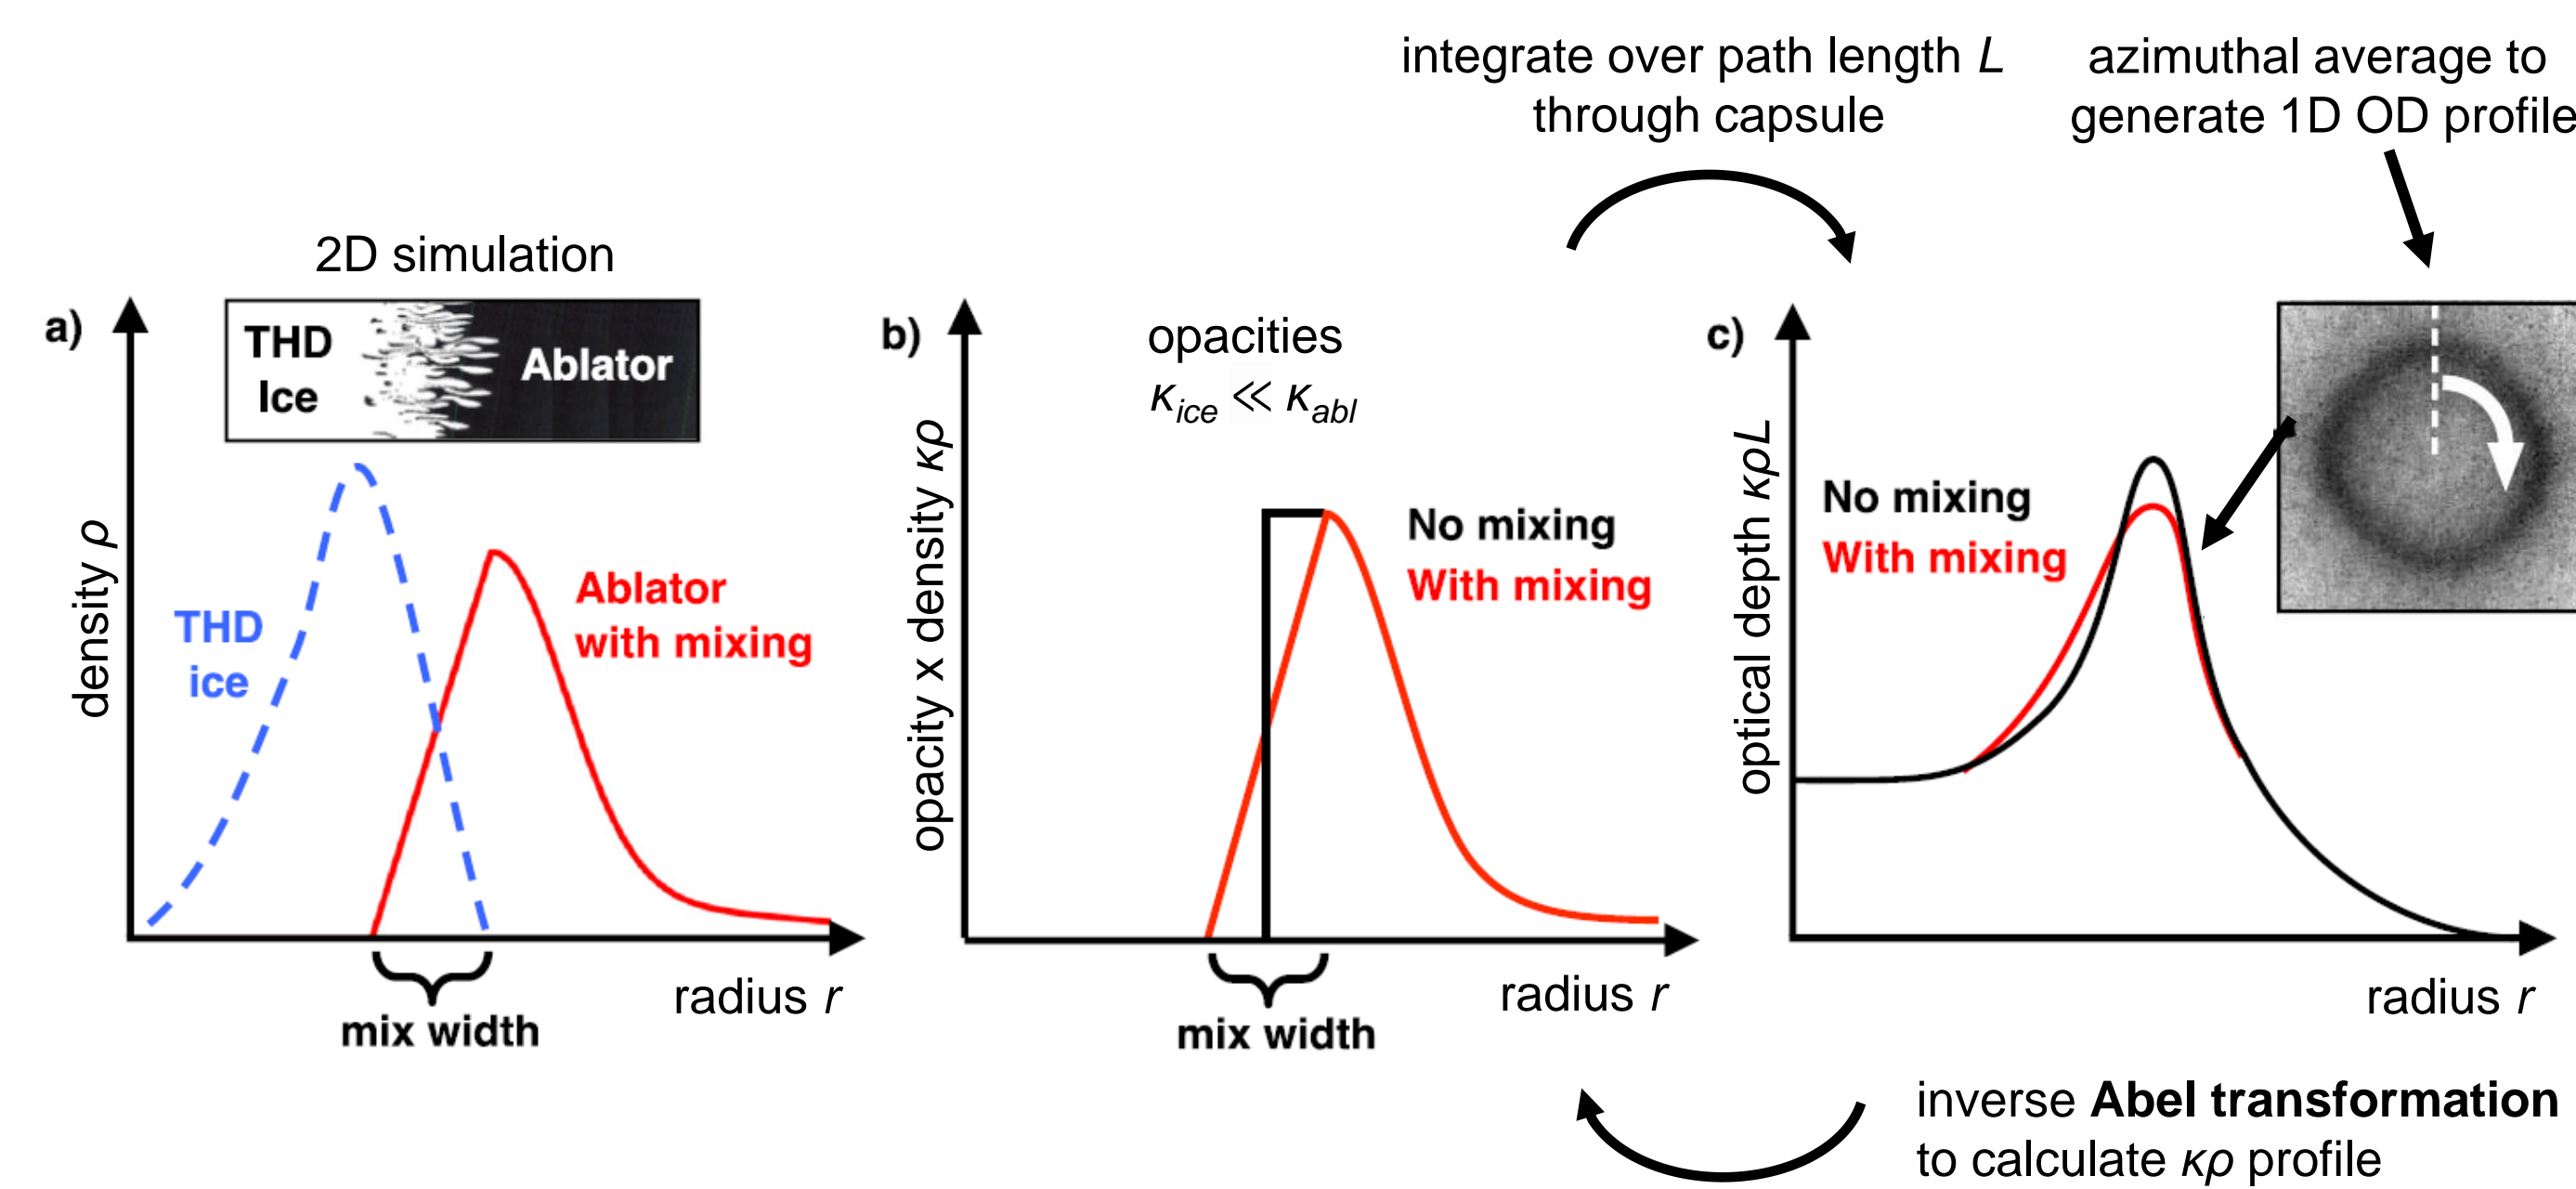 integrate over path length L
through capsule
azimuthal average to
generate 1D OD profile
2D simulation
a)
THD
Ice
Ablator
density ρ
THD
ice
Ablator
with mixing
mix width
radius r
b)
opacities
κice ≪ κabl
opacity x density κρ
No mixing
With mixing
mix width
radius r
c)
optical depth κρL
No mixing
With mixing
radius r
inverse Abel transformation
to calculate κρ profile